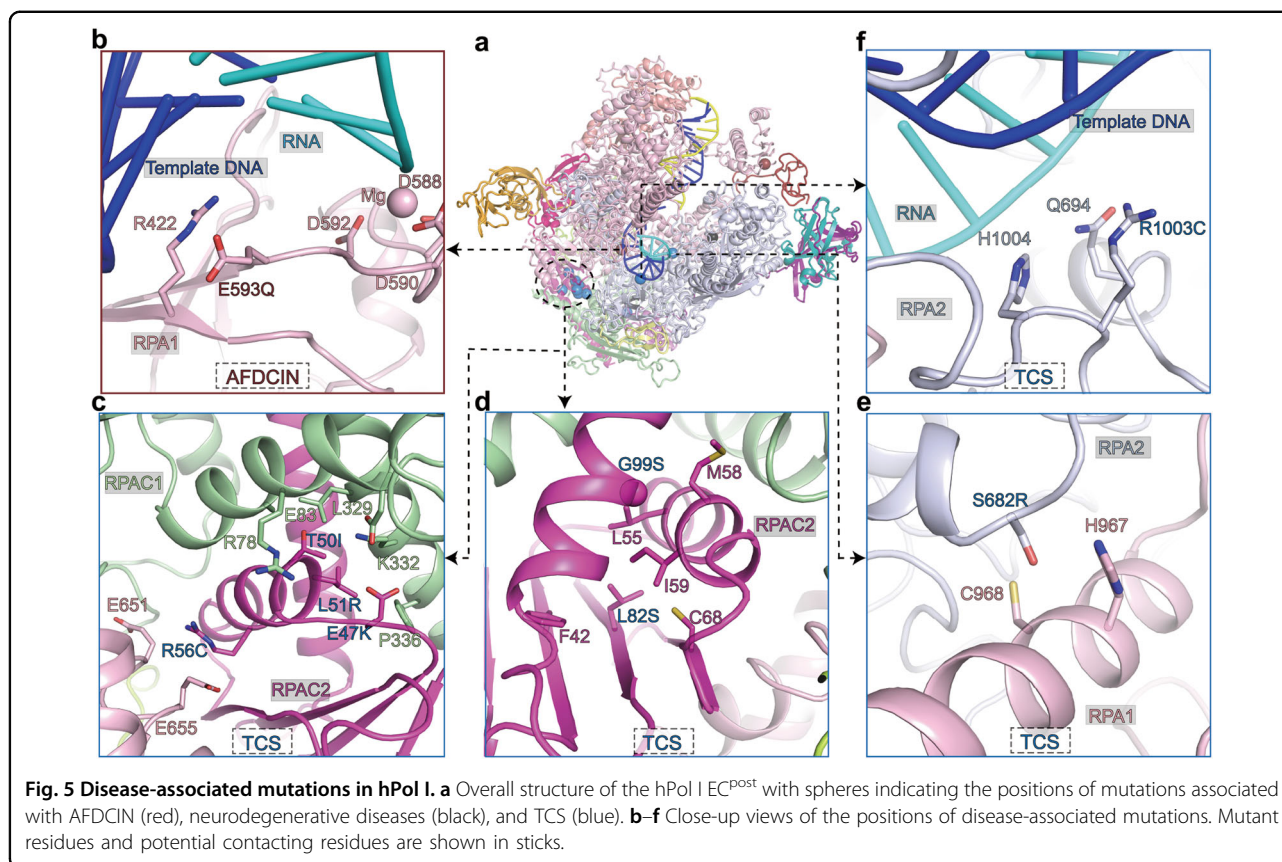 b
a
f
Template DNA
RNA
R422
D592
Mg
D588
D590
E593Q
RPA1
AFDCIN
Template DNA
RNA
Q694
H1004
R1003C
RPA2
TCS
c
RPAC1
E83
L329
R78
T50I
K332
L51R
E651
R56C
E47K
P336
RPAC2
E655
TCS
d
G99S
M58
L55
RPAC2
I59
L82S
C68
F42
TCS
e
RPA2
S682R
H967
C968
RPA1
TCS
Fig. 5 Disease-associated mutations in hPol I. a Overall structure of the hPol I EC^post with spheres indicating the positions of mutations associated
with AFDCIN (red), neurodegenerative diseases (black), and TCS (blue). b–f Close-up views of the positions of disease-associated mutations. Mutant
residues and potential contacting residues are shown in sticks.